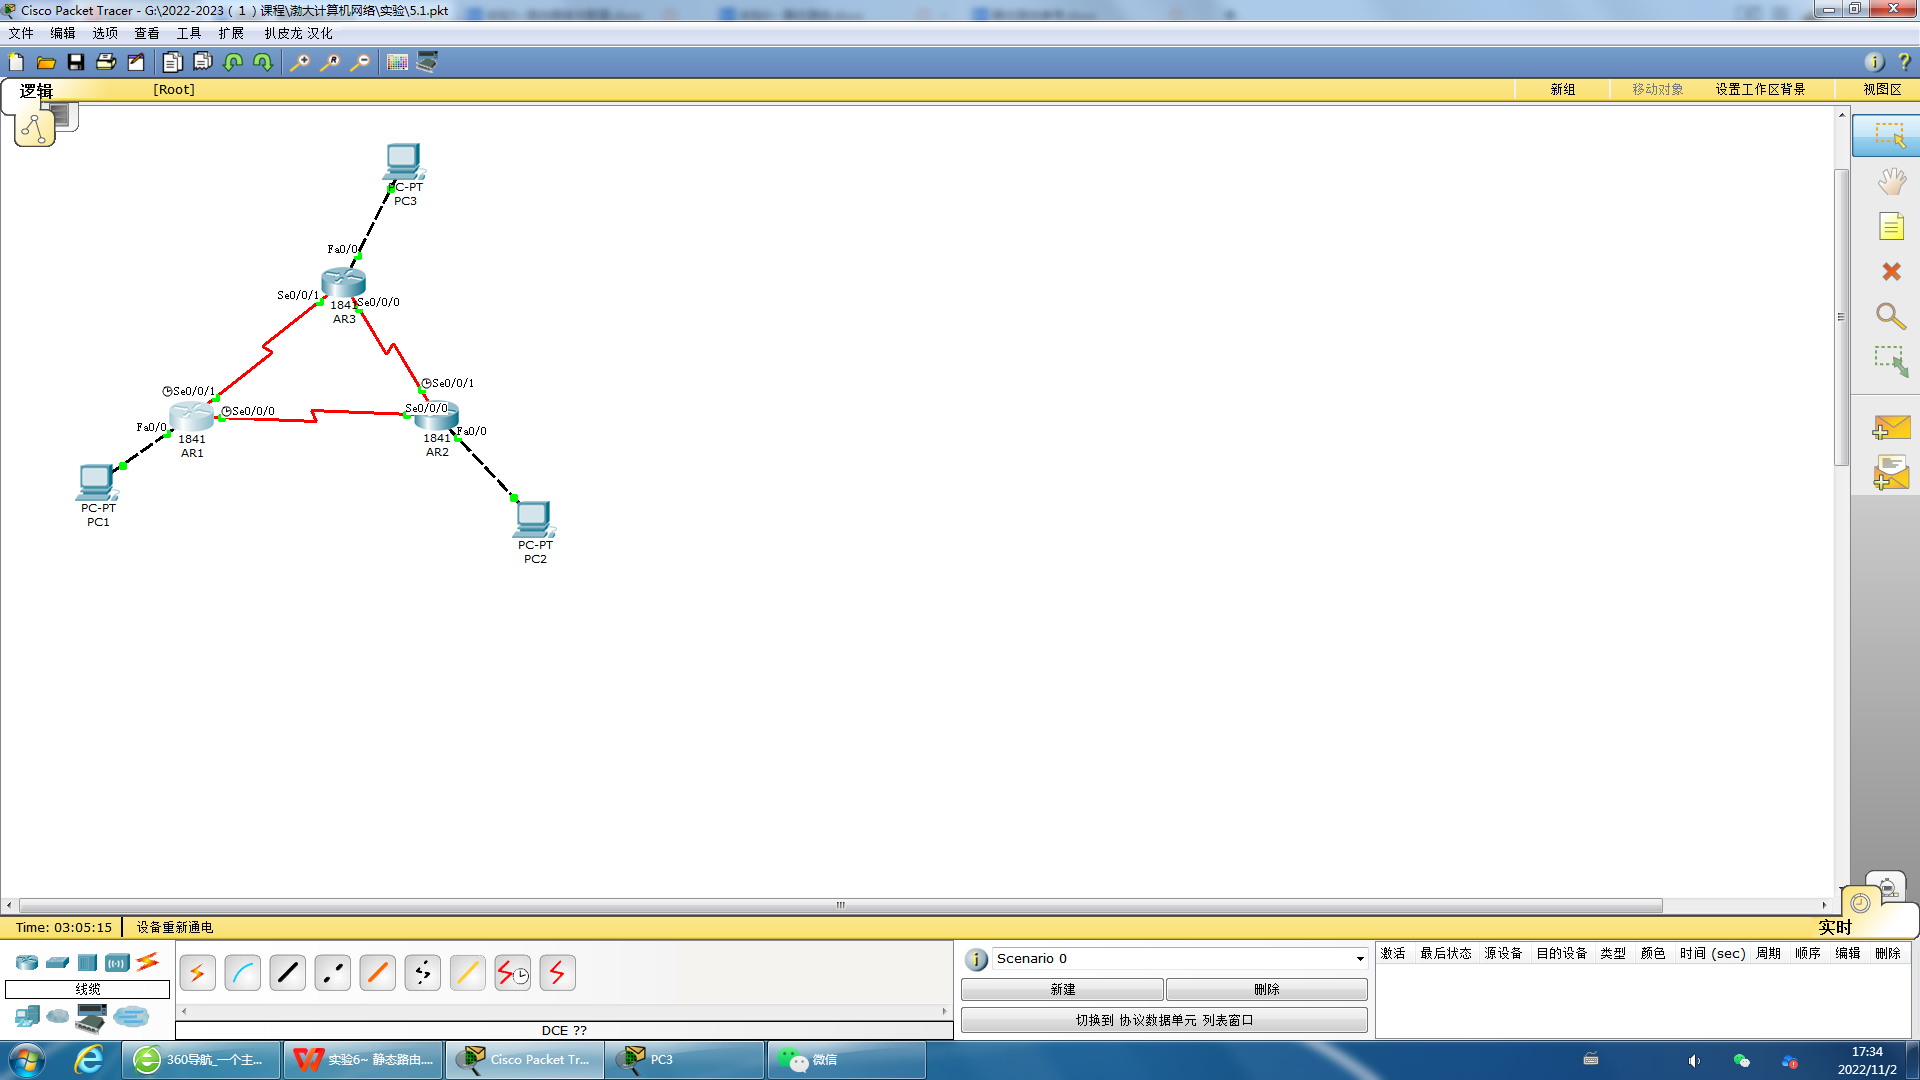 Cisco Packet Tracer - G:\2022-2023（1）课程\渤大计算机网络\实验\5.1.pkt
文件 编辑 选项 查看 工具 扩展 扒皮龙 汉化
逻辑 [Root] 新组 移动对象 设置工作区背景 视图区
PC-PT
PC3
Fa0/0
Se0/0/1
Se0/0/0
1841
AR3
Se0/0/1
Se0/0/1
Se0/0/0
Se0/0/0
Fa0/0
Fa0/0
1841
AR1
1841
AR2
PC-PT
PC1
PC-PT
PC2
Time: 03:05:15 设备重新通电
实时
线缆
DCE ??
Scenario 0
新建 删除
切换到 协议数据单元 列表窗口
激活 最后状态 源设备 目的设备 类型 颜色 时间 (sec) 周期 顺序 编辑 删除
360导航_一个主... 实验6~ 静态路由.... Cisco Packet Tr... PC3 微信
17:34
2022/11/2